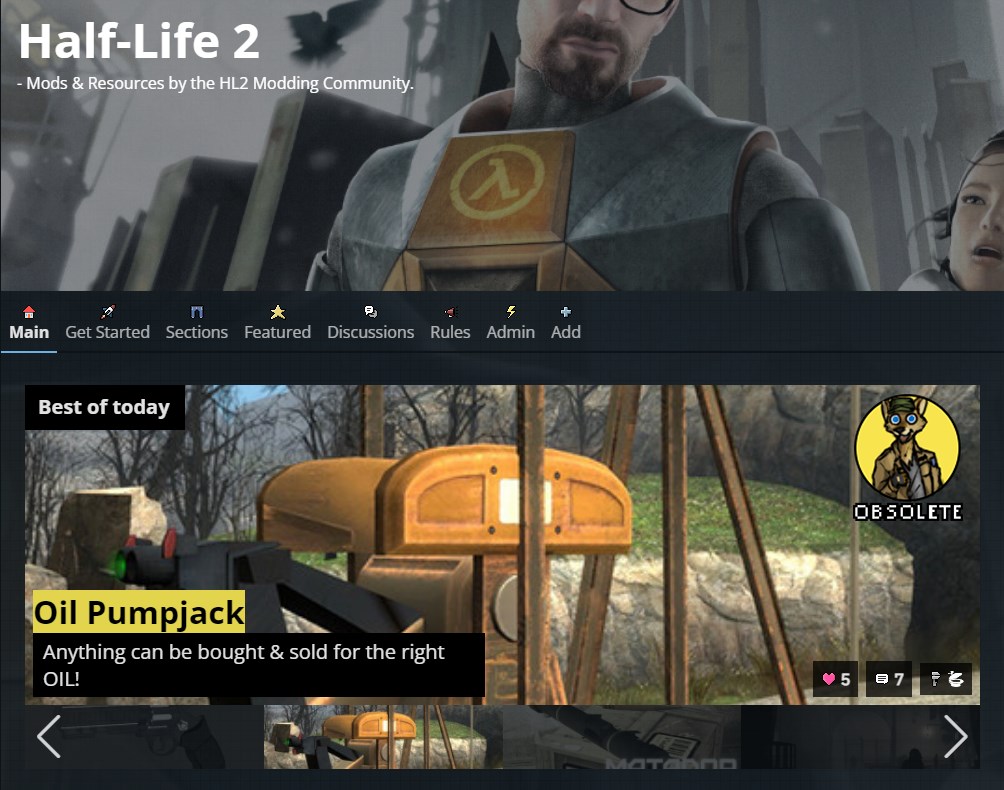 Half-Life 2
- Mods & Resources by the HL2 Modding Community.
Main Get Started Sections Featured Discussions Rules Admin Add
Best of today
OBSOLETE
Oil Pumpjack
Anything can be bought & sold for the right
OIL!
5 7
MATADOR